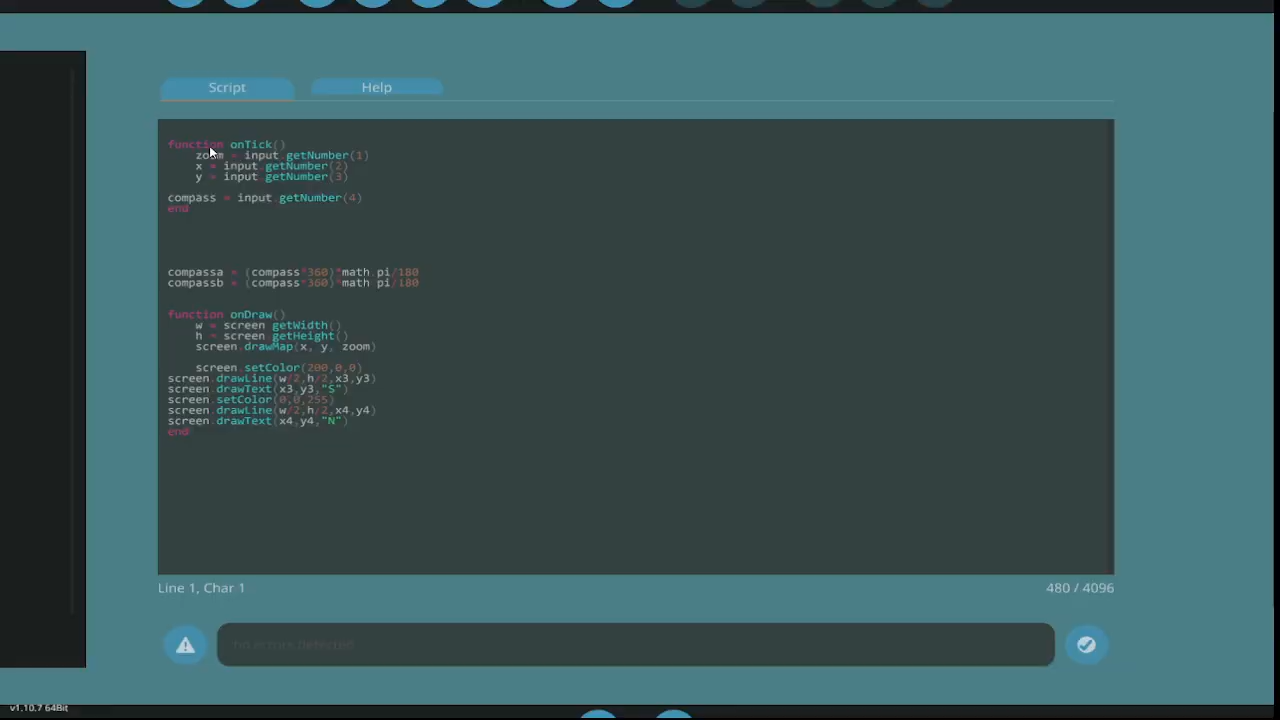 Script Help
function onTick()
zoom = input.getNumber(1)
x = input.getNumber(2)
y = input.getNumber(3)
compass = input.getNumber(4)
end
compassa = (compass*360)*math.pi/180
compassb = (compass*360)*math.pi/180
function onDraw()
w = screen.getWidth()
h = screen.getHeight()
screen.drawMap(x, y, zoom)
screen.setColor(200,0,0)
screen.drawLine(w/2,h/2,x3,y3)
screen.drawText(x3,y3,"S")
screen.setColor(0,0,255)
screen.drawLine(w/2,h/2,x4,y4)
screen.drawText(x4,y4,"N")
end
Line 1, Char 1 480 / 4096
no errors detected
v1.10.7 64Bit